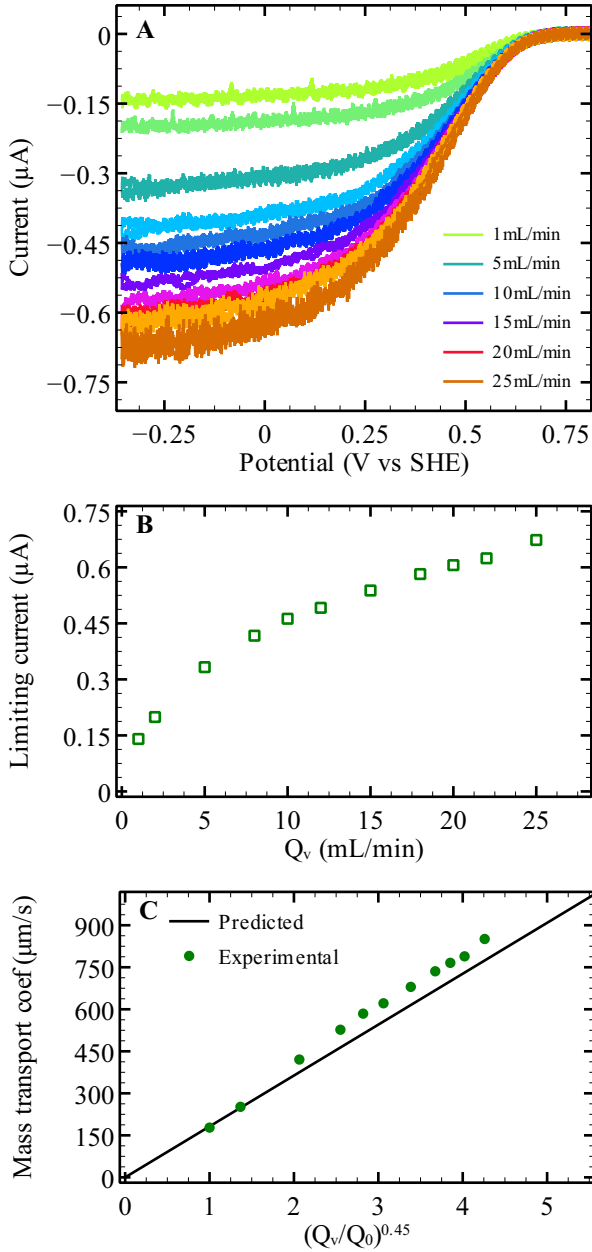 A
0
−0.15
−0.3
−0.45
−0.6
−0.75
Current (µA)
1mL/min
5mL/min
10mL/min
15mL/min
20mL/min
25mL/min
−0.25 0 0.25 0.5 0.75
Potential (V vs SHE)
B
0.75
0.6
0.45
0.3
0.15
0
Limiting current (µA)
0 5 10 15 20 25
Qᵥ (mL/min)
C
Predicted
Experimental
900
750
600
450
300
150
0
Mass transport coef (µm/s)
0 1 2 3 4 5
(Qᵥ/Q₀)⁰·⁴⁵